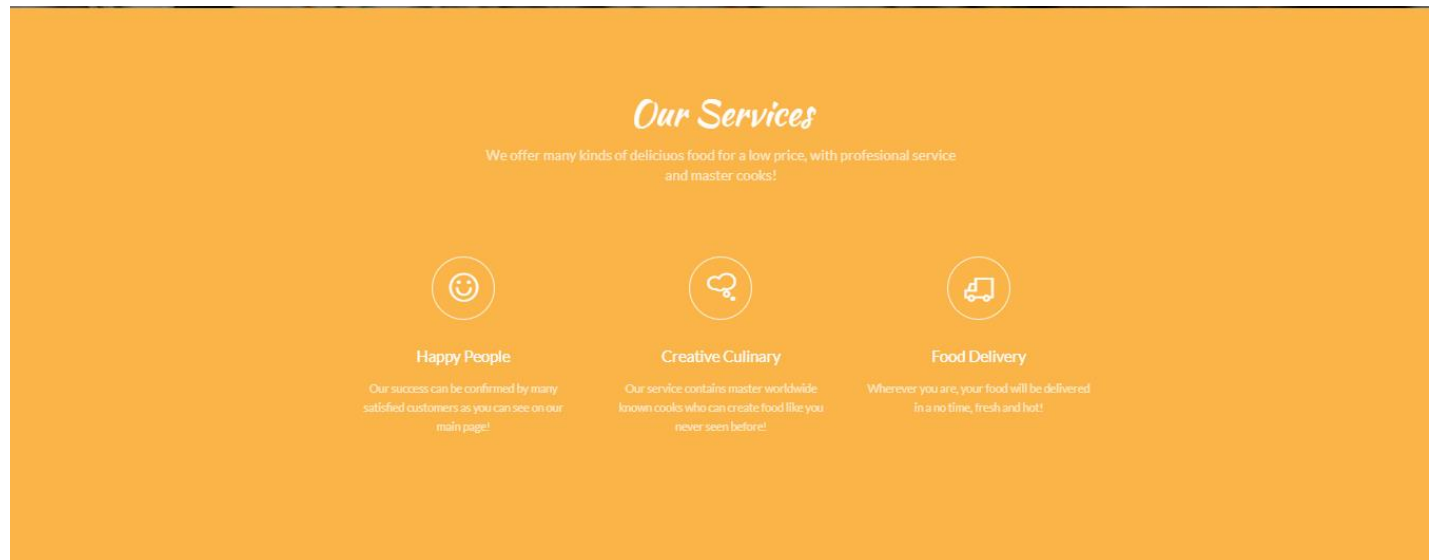 Our Services
We offer many kinds of deliciuos food for a low price, with profesional service
and master cooks!
Happy People
Creative Culinary
Food Delivery
Our success can be confirmed by many
satisfied customers as you can see on our
main page!
Our service contains master worldwide
known cooks who can create food like you
never seen before!
Wherever you are, your food will be delivered
in a no time, fresh and hot!